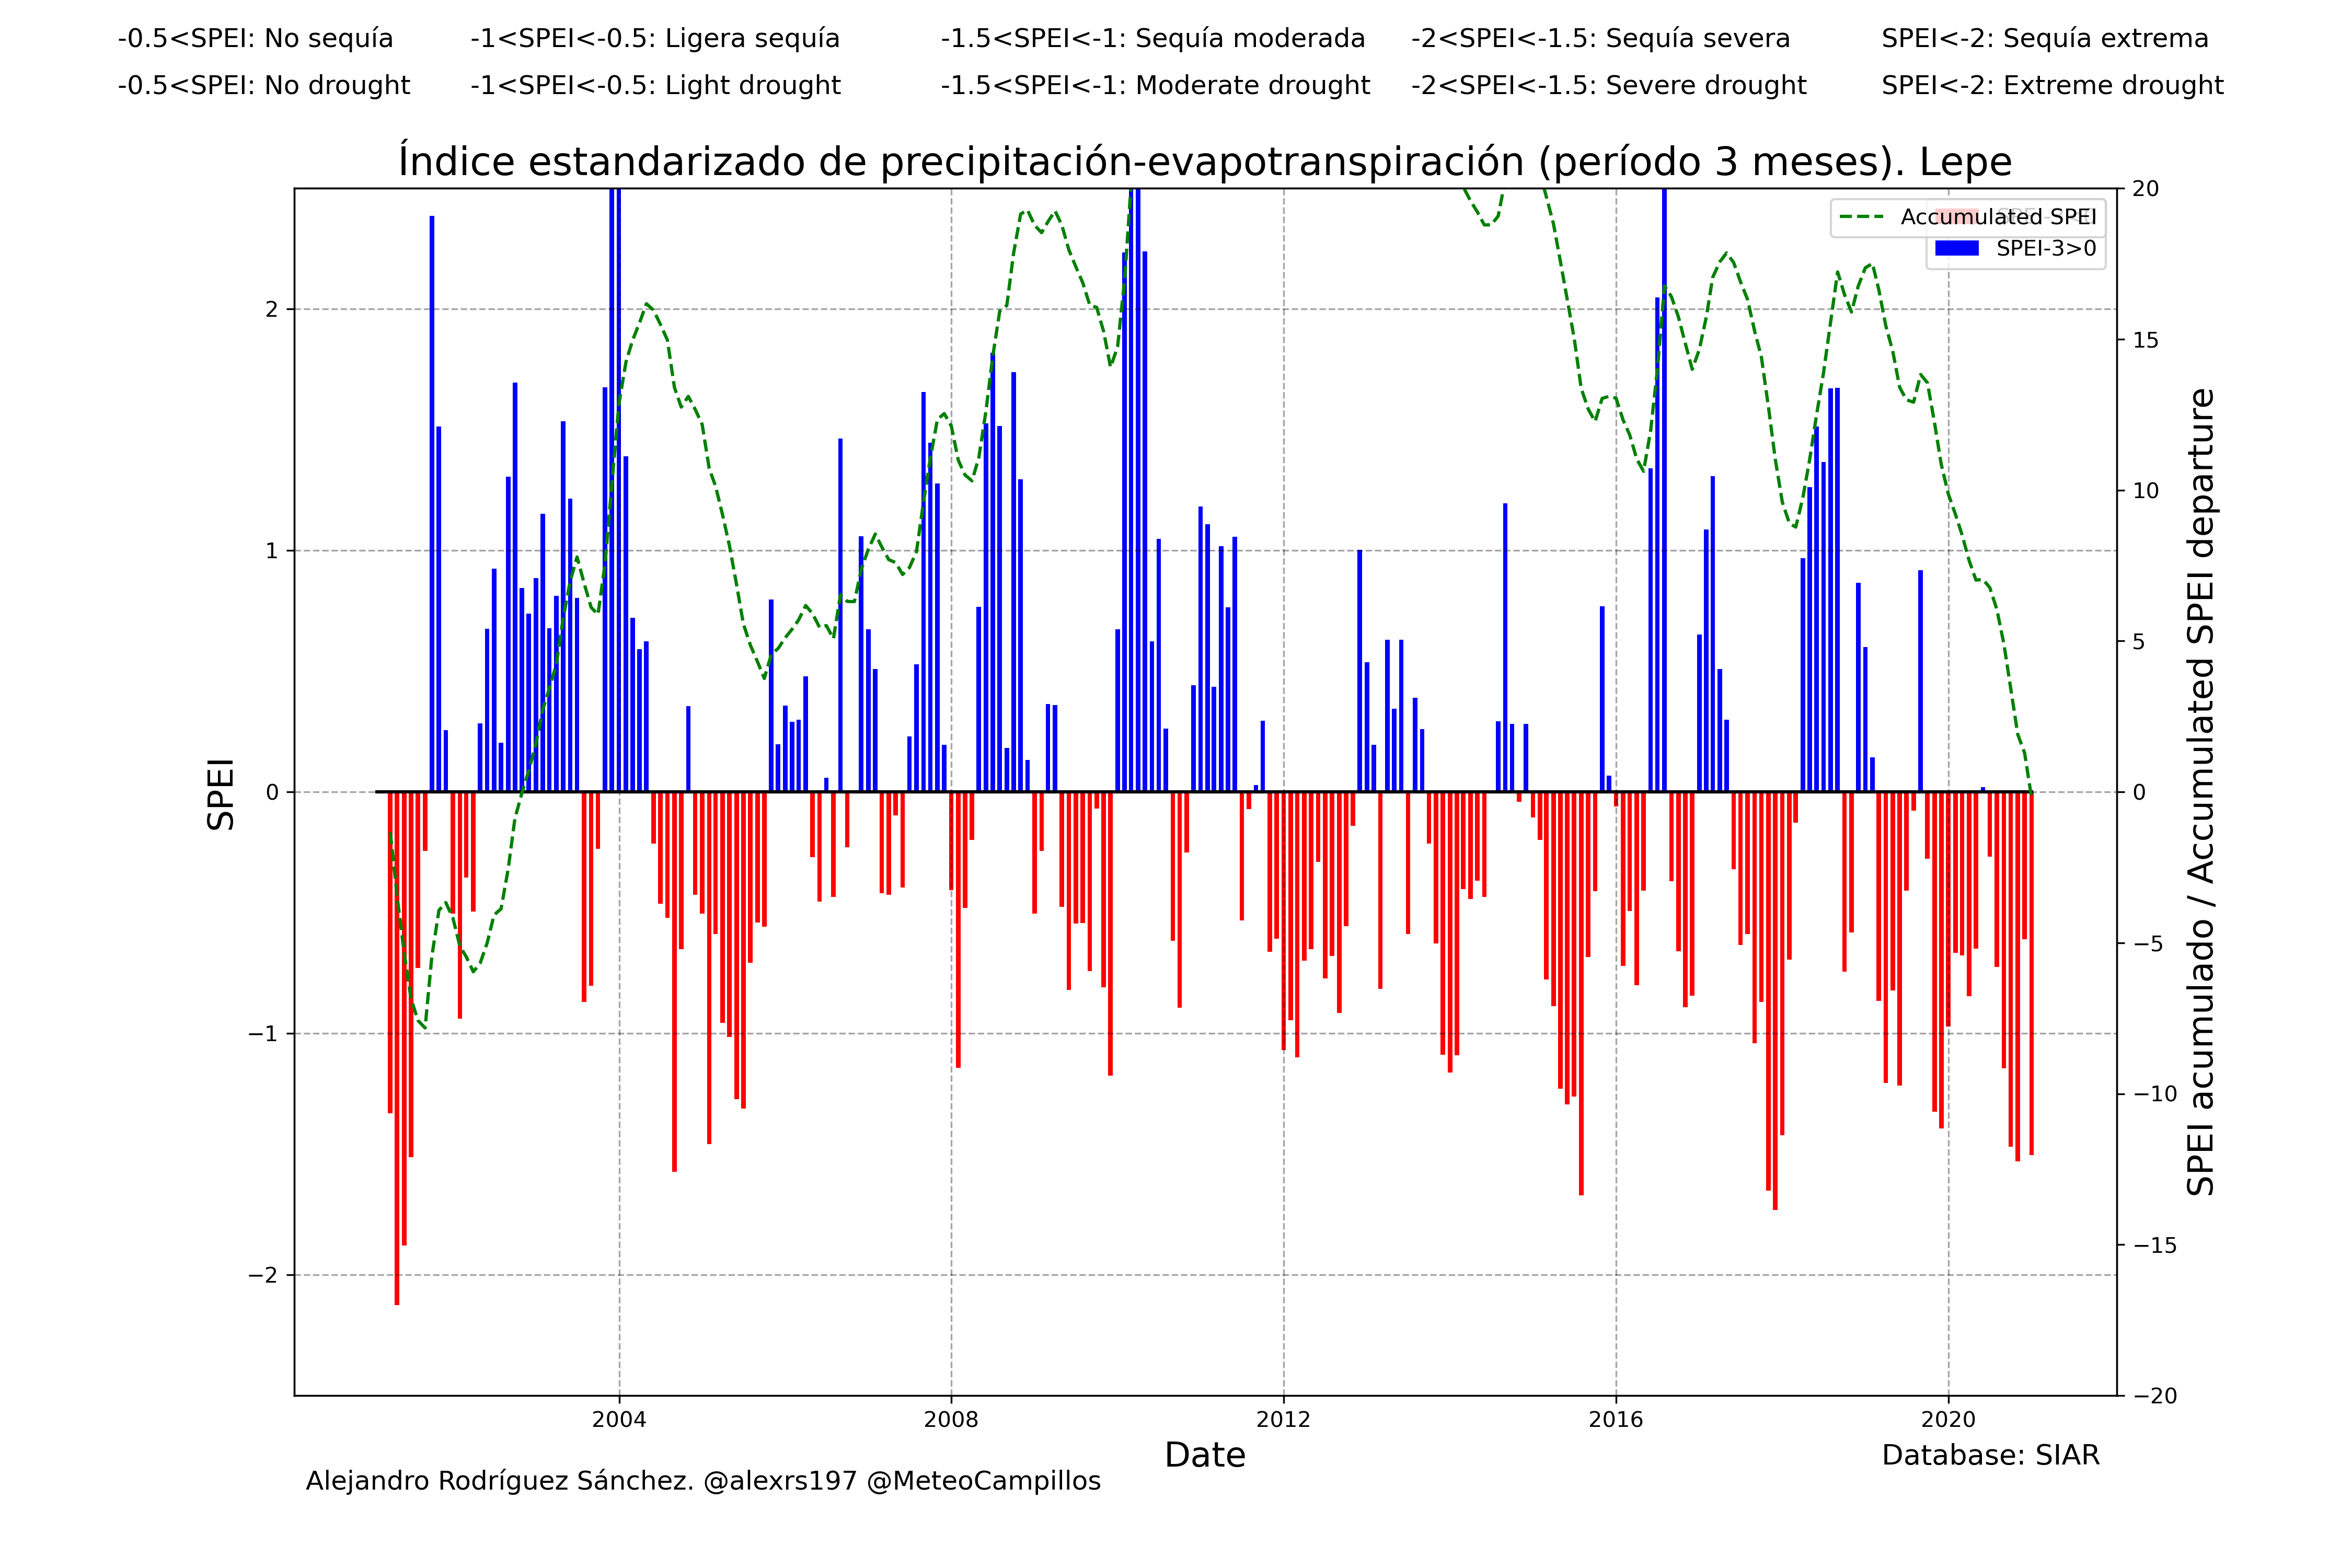 -0.5<SPEI: No sequía -1<SPEI<-0.5: Ligera sequía -1.5<SPEI<-1: Sequía moderada -2<SPEI<-1.5: Sequía severa SPEI<-2: Sequía extrema
-0.5<SPEI: No drought -1<SPEI<-0.5: Light drought -1.5<SPEI<-1: Moderate drought -2<SPEI<-1.5: Severe drought SPEI<-2: Extreme drought
Índice estandarizado de precipitación-evapotranspiración (período 3 meses). Lepe
Accumulated SPEI
SPEI-3>0
SPEI
2
1
0
−1
−2
20
15
10
5
0
−5
−10
−15
−20
SPEI acumulado / Accumulated SPEI departure
2004 2008 2012 2016 2020
Date
Database: SIAR
Alejandro Rodríguez Sánchez. @alexrs197 @MeteoCampillos